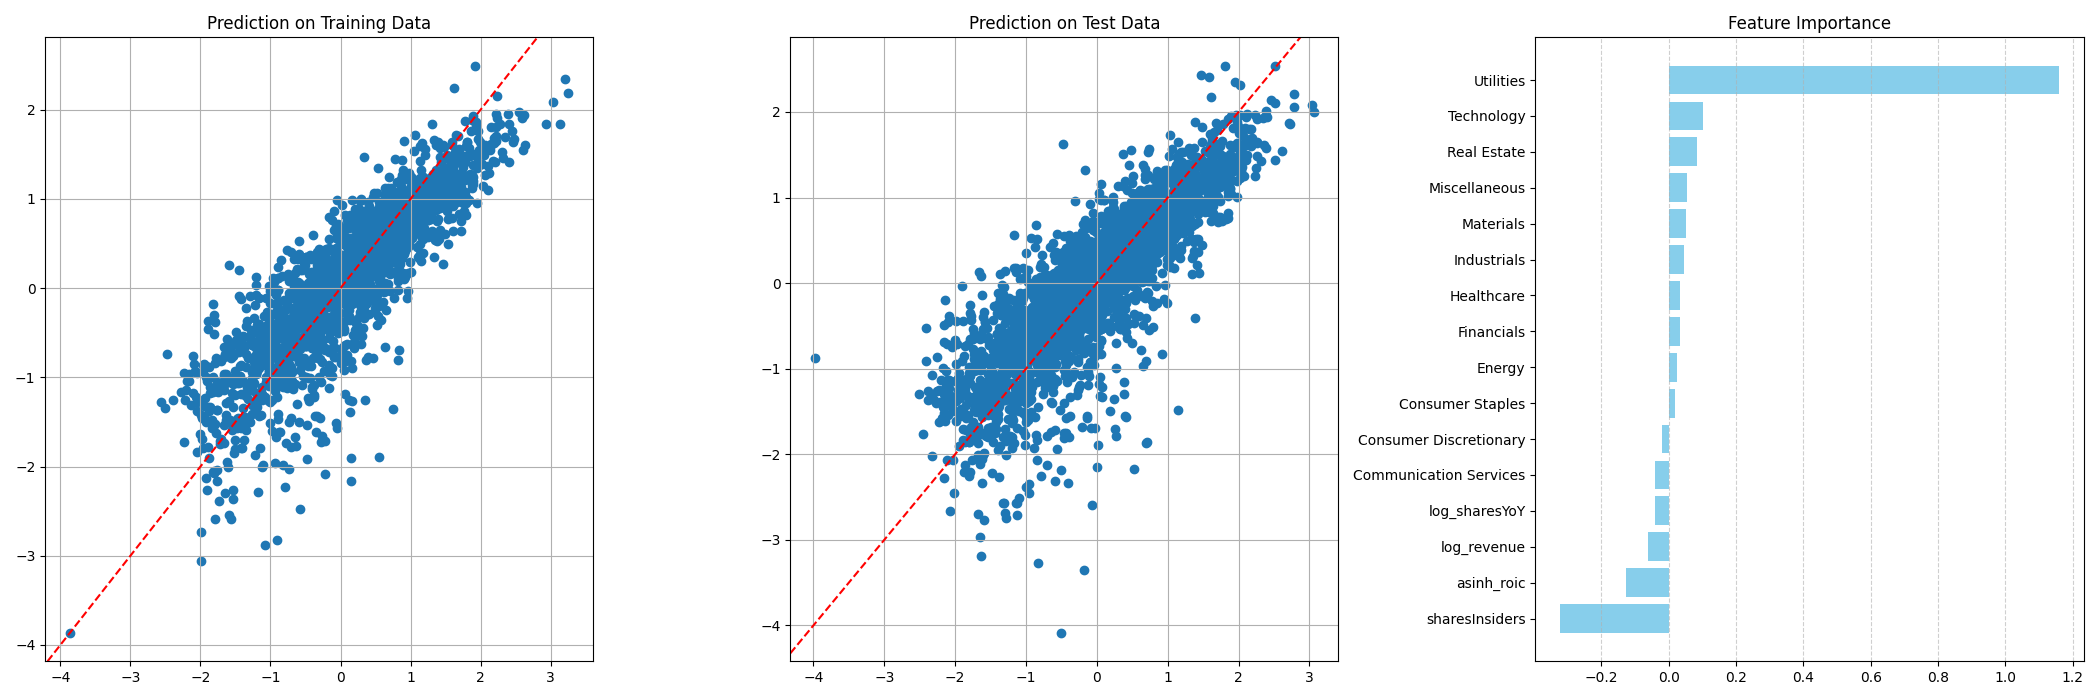 Prediction on Training Data
2
1
0
−1
−2
−3
−4
−4
−3
−2
−1
0
1
2
3
Prediction on Test Data
2
1
0
−1
−2
−3
−4
−4
−3
−2
−1
0
1
2
3
Feature Importance
Utilities
Technology
Real Estate
Miscellaneous
Materials
Industrials
Healthcare
Financials
Energy
Consumer Staples
Consumer Discretionary
Communication Services
log_sharesYoY
log_revenue
asinh_roic
sharesInsiders
−0.2
0.0
0.2
0.4
0.6
0.8
1.0
1.2